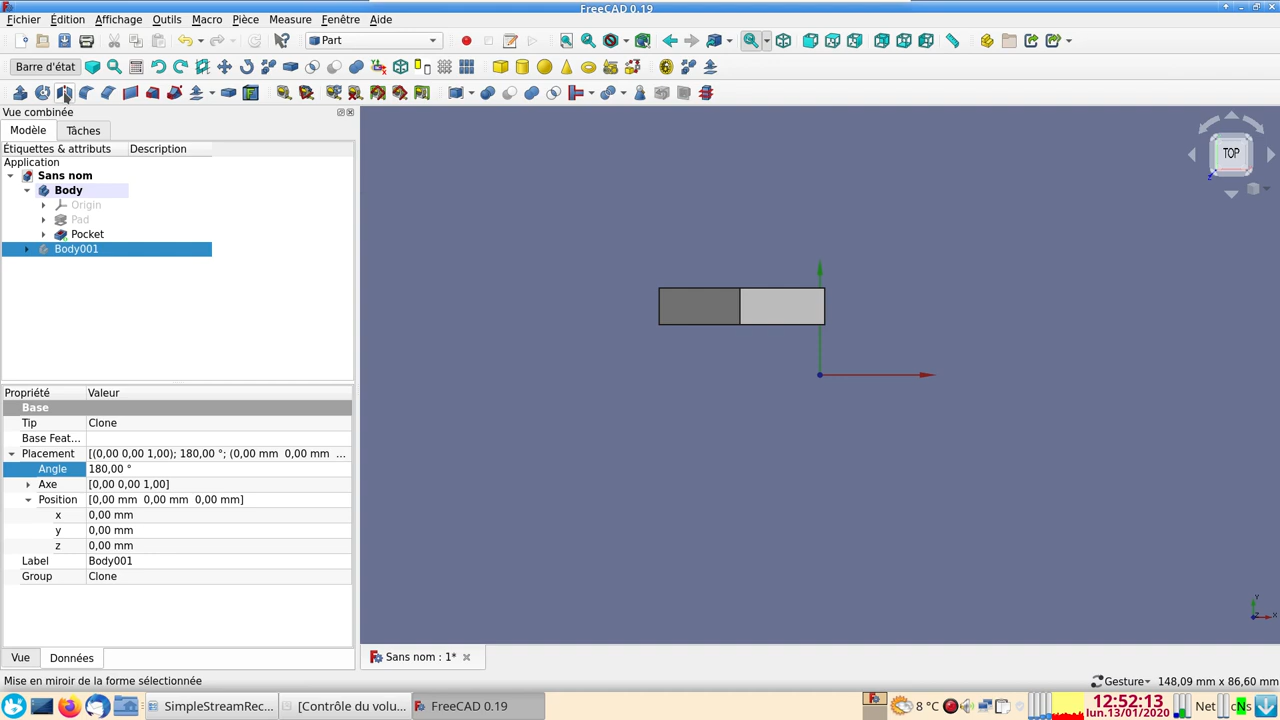 FreeCAD 0.19
Fichier Édition Affichage Outils Macro Pièce Measure Fenêtre Aide
Part
Barre d'état
Vue combinée
Modèle Tâches
Étiquettes & attributs Description
Application
Sans nom
Body
Origin
Pad
Pocket
Body001
TOP
Propriété Valeur
Base
Tip Clone
Base Feat...
Placement [(0,00 0,00 1,00); 180,00 °; (0,00 mm 0,00 mm ...
Angle 180,00 °
Axe [0,00 0,00 1,00]
Position [0,00 mm 0,00 mm 0,00 mm]
x 0,00 mm
y 0,00 mm
z 0,00 mm
Label Body001
Group Clone
Y
Z X
Vue Données
Sans nom : 1*
Mise en miroir de la forme sélectionnée
Gesture 148,09 mm x 86,60 mm
SimpleStreamRec...
[Contrôle du volu...
FreeCAD 0.19
8 °C
Net
cNs
12:52:13
lun.13/01/2020